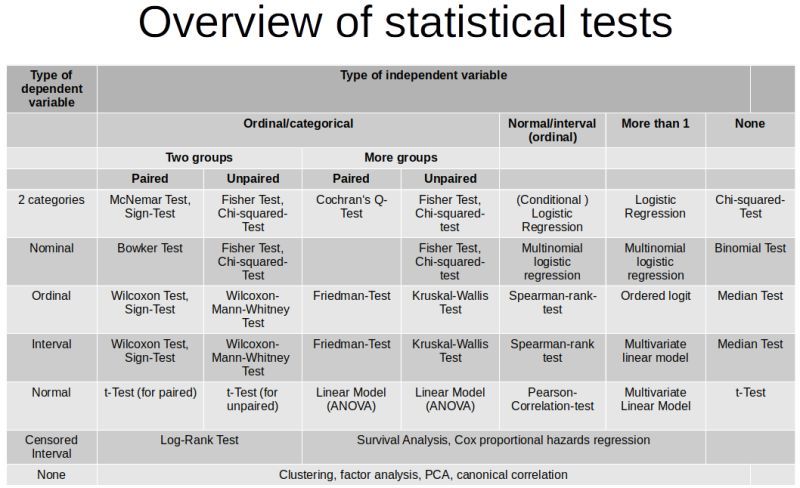 Overview of statistical tests
Type of dependent variable | Type of independent variable
Ordinal/categorical | Normal/interval (ordinal) | More than 1 | None
Two groups | More groups
Paired | Unpaired | Paired | Unpaired
2 categories | McNemar Test, Sign-Test | Fisher Test, Chi-squared-Test | Cochran's Q-Test | Fisher Test, Chi-squared-test | (Conditional ) Logistic Regression | Logistic Regression | Chi-squared-Test
Nominal | Bowker Test | Fisher Test, Chi-squared-Test | | Fisher Test, Chi-squared-test | Multinomial logistic regression | Multinomial logistic regression | Binomial Test
Ordinal | Wilcoxon Test, Sign-Test | Wilcoxon-Mann-Whitney Test | Friedman-Test | Kruskal-Wallis Test | Spearman-rank-test | Ordered logit | Median Test
Interval | Wilcoxon Test, Sign-Test | Wilcoxon-Mann-Whitney Test | Friedman-Test | Kruskal-Wallis Test | Spearman-rank test | Multivariate linear model | Median Test
Normal | t-Test (for paired) | t-Test (for unpaired) | Linear Model (ANOVA) | Linear Model (ANOVA) | Pearson-Correlation-test | Multivariate Linear Model | t-Test
Censored Interval | Log-Rank Test | Survival Analysis, Cox proportional hazards regression
None | Clustering, factor analysis, PCA, canonical correlation